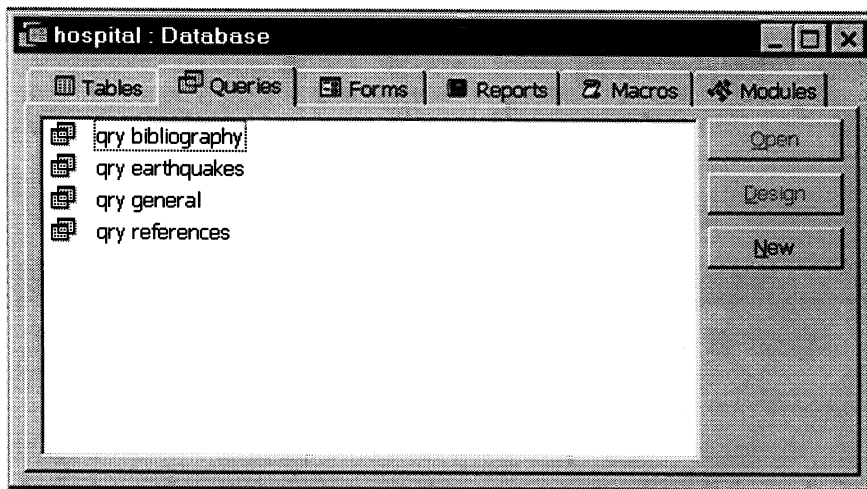 hospital : Database
Tables Queries Forms Reports Macros Modules
qry bibliography
qry earthquakes
qry general
qry references
Open
Design
New